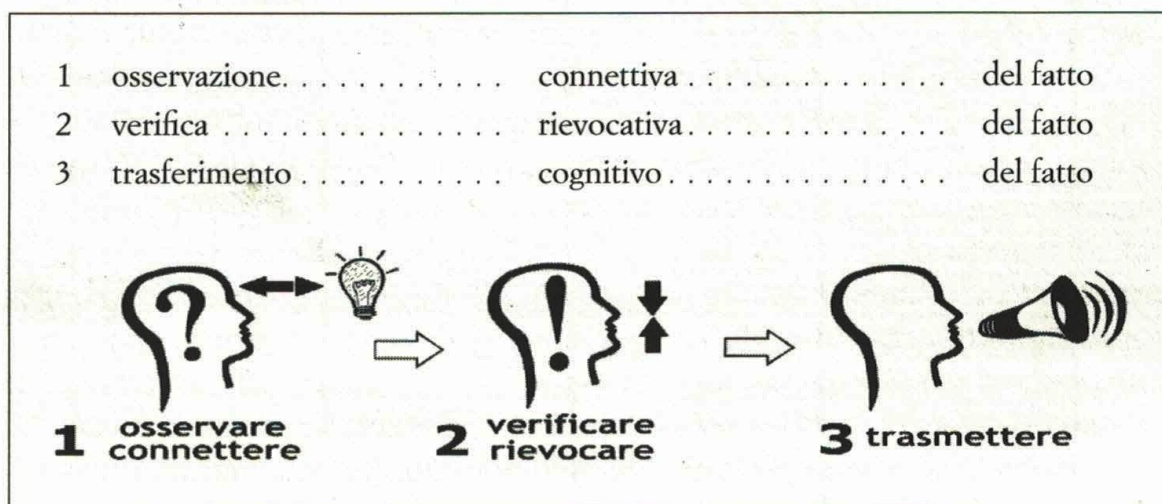 1 osservazione. . . . . . . . . . . . connettiva . . . . . . . . . . . . . . . . del fatto
2 verifica . . . . . . . . . . . . rievocativa. . . . . . . . . . . . . . . . del fatto
3 trasferimento . . . . . . . . . . . cognitivo. . . . . . . . . . . . . . . . . del fatto
?
!
1 osservare
connettere
2 verificare
rievocare
3 trasmettere